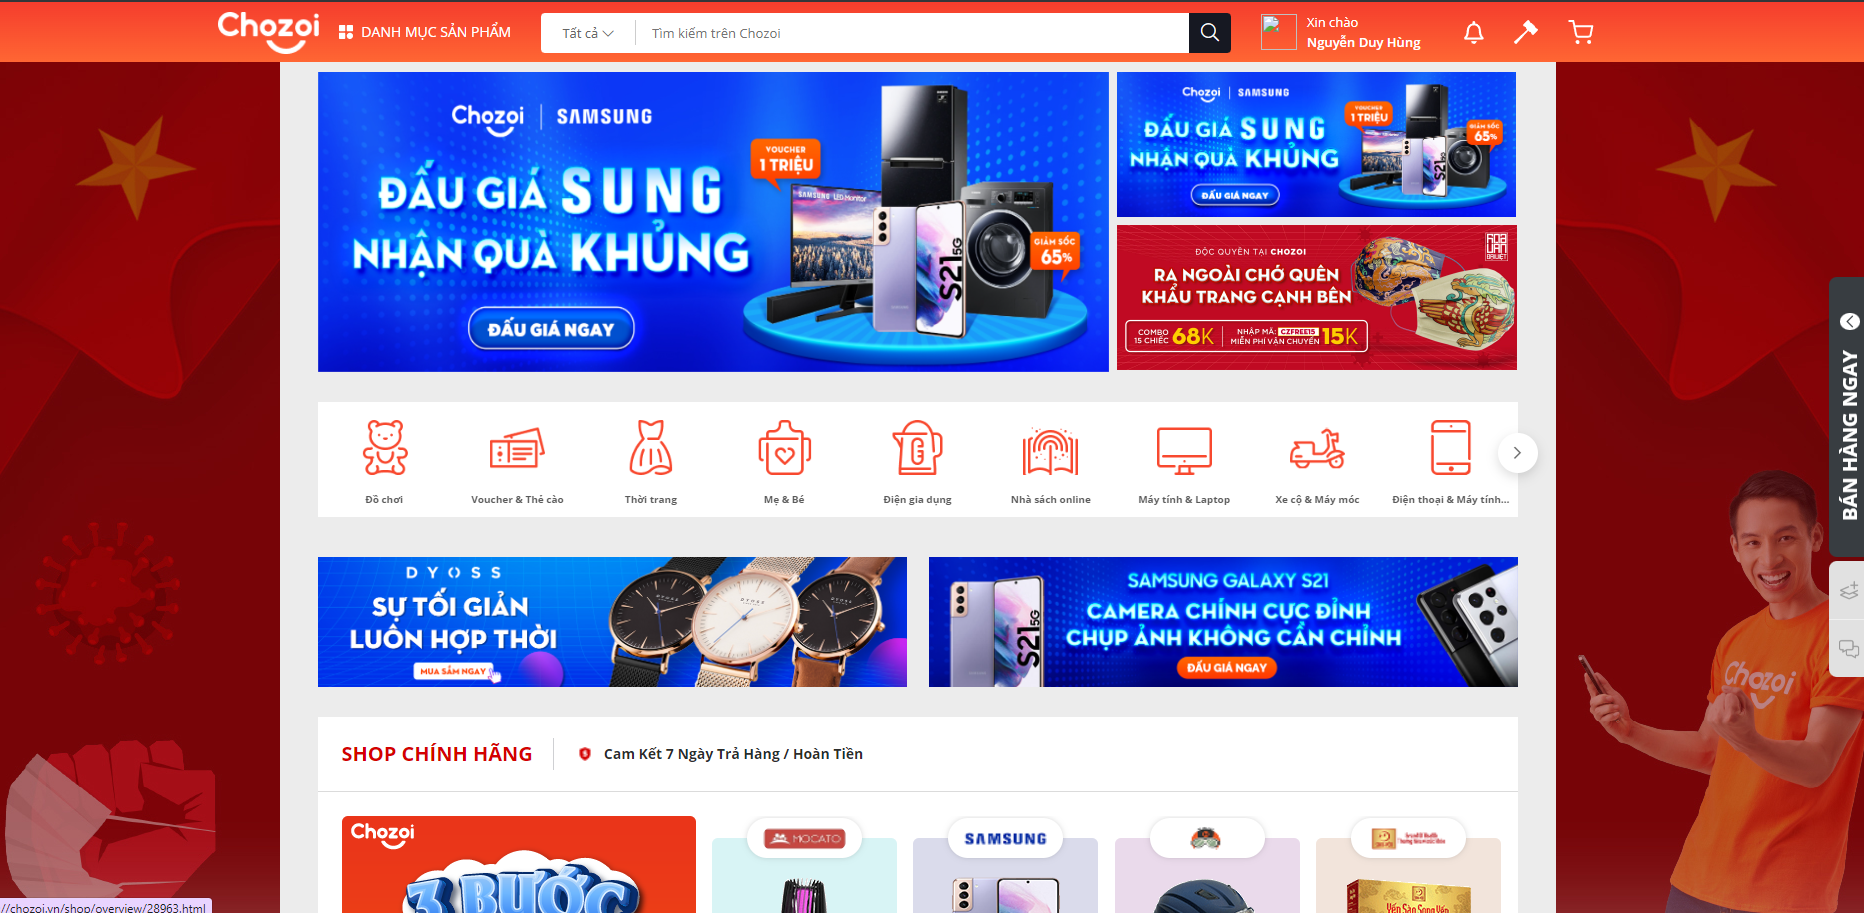 Chozoi
DANH MỤC SẢN PHẨM
Tất cả
Tìm kiếm trên Chozoi
Xin chào
Nguyễn Duy Hùng
Chozoi | SAMSUNG
ĐẤU GIÁ SUNG
NHẬN QUÀ KHỦNG
ĐẤU GIÁ NGAY
VOUCHER
1 TRIỆU
SAMSUNG LED Monitor
S21 5G
GIẢM SỐC
65%
Chozoi | SAMSUNG
ĐẤU GIÁ SUNG
NHẬN QUÀ KHỦNG
ĐẤU GIÁ NGAY
VOUCHER
1 TRIỆU
S21 5G
GIẢM SỐC
65%
ĐỘC QUYỀN TẠI CHOZOI
RA NGOÀI CHỚ QUÊN
KHẨU TRANG CẠNH BÊN
COMBO
15 CHIẾC 68K
NHẬP MÃ: CZFREE15
MIỄN PHÍ VẬN CHUYỂN 15K
BÁN HÀNG NGAY
Đồ chơi
Voucher & Thẻ cào
Thời trang
Mẹ & Bé
Điện gia dụng
Nhà sách online
Máy tính & Laptop
Xe cộ & Máy móc
Điện thoại & Máy tính...
DYOSS
SỰ TỐI GIẢN
LUÔN HỢP THỜI
MUA SẮM NGAY
DYOSS
S21 5G
SAMSUNG GALAXY S21
CAMERA CHÍNH CỰC ĐỈNH
CHỤP ẢNH KHÔNG CẦN CHỈNH
ĐẤU GIÁ NGAY
Chozoi
SHOP CHÍNH HÃNG
Cam Kết 7 Ngày Trả Hàng / Hoàn Tiền
Chozoi
3 BƯỚC
MOCATO
SAMSUNG
Yến Sào Song Yến
//chozoi.vn/shop/overview/28963.html